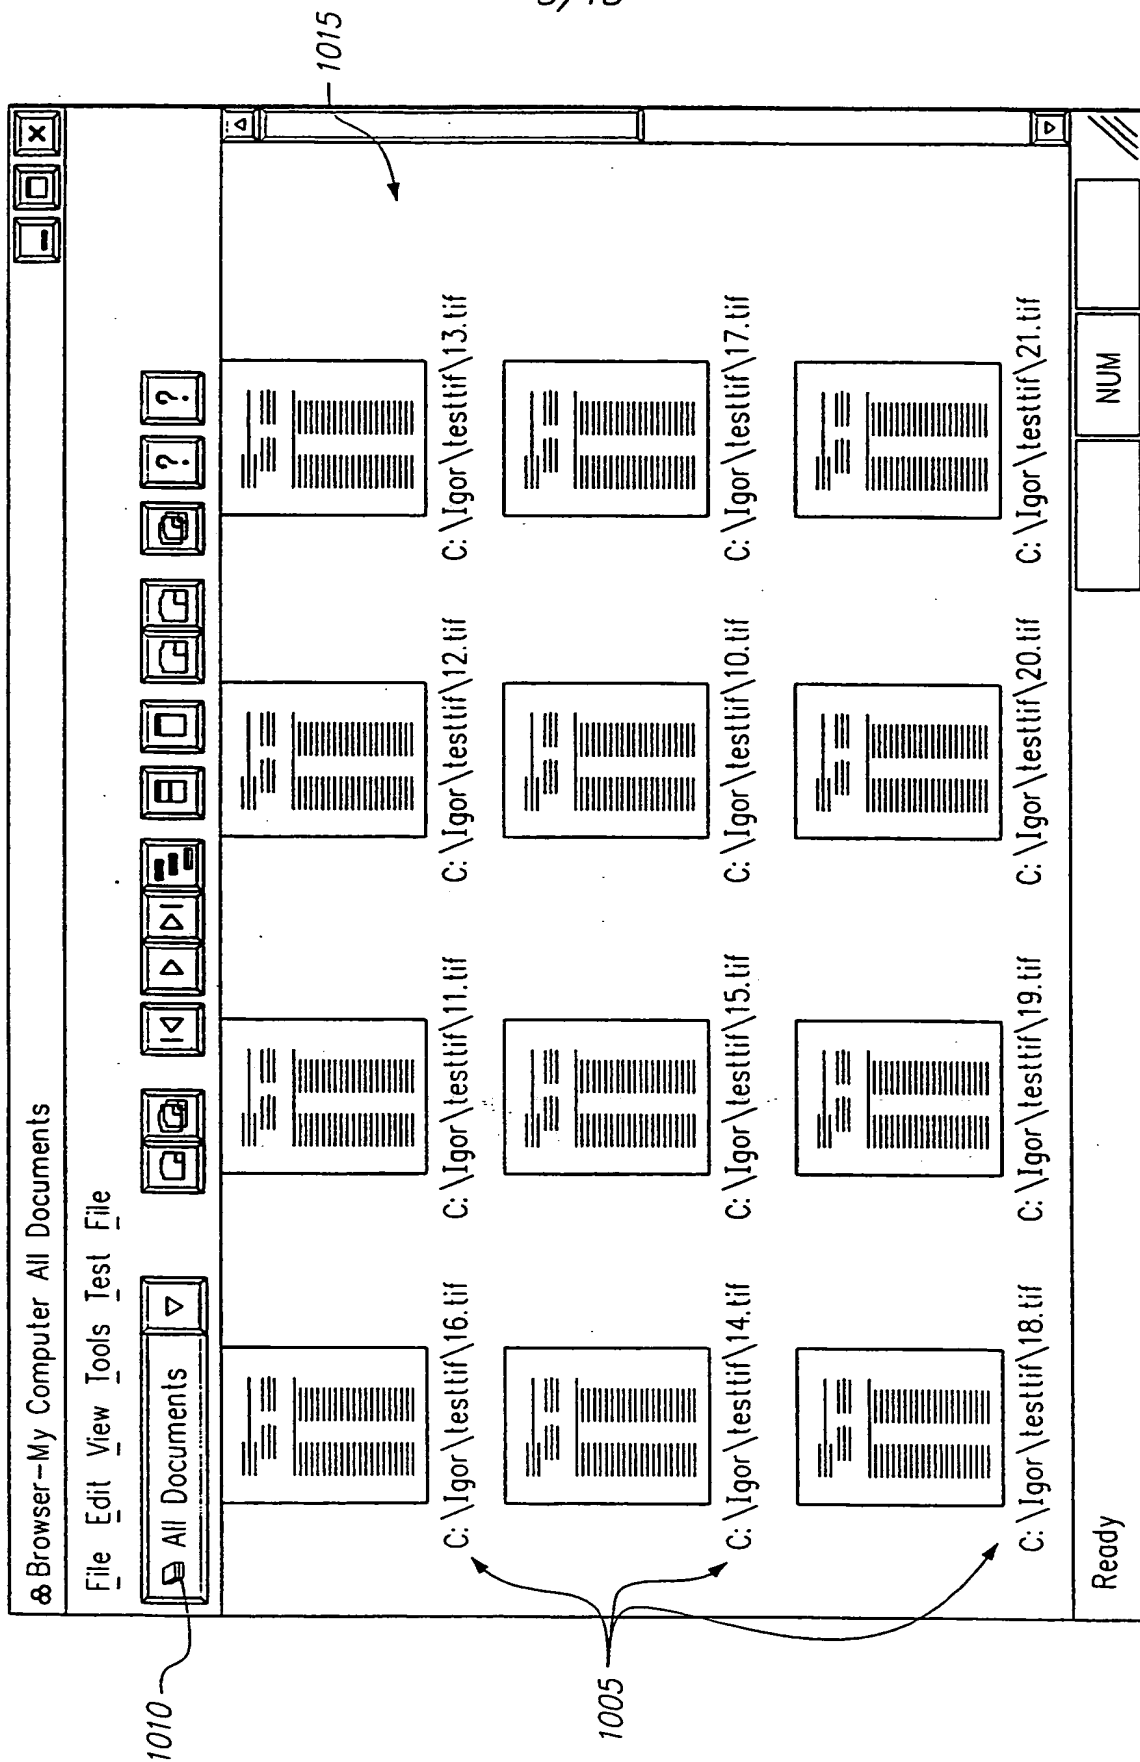 1015
Browser-My Computer All Documents
File Edit View Tools Test File
1010
All Documents
? ?
C: \Igor\testtif\16.tif C: \Igor\testtif\11.tif C: \Igor\testtif\12.tif C: \Igor\testtif\13.tif
C: \Igor\testtif\14.tif C: \Igor\testtif\15.tif C: \Igor\testtif\10.tif C: \Igor\testtif\17.tif
1005
C: \Igor\testtif\18.tif C: \Igor\testtif\19.tif C: \Igor\testtif\20.tif C: \Igor\testtif\21.tif
Ready NUM